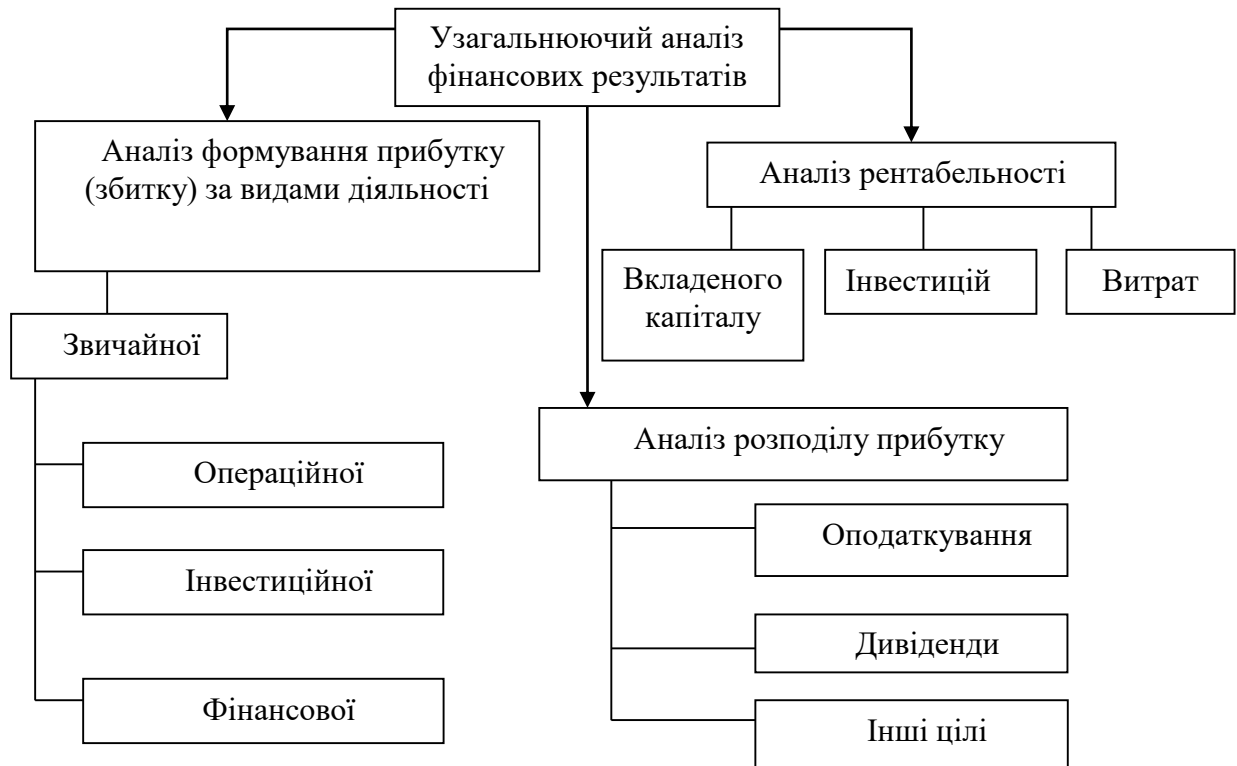 Узагальнюючий аналіз
фінансових результатів
Аналіз формування прибутку
(збитку) за видами діяльності
Аналіз рентабельності
Вкладеного
капіталу
Інвестицій
Витрат
Звичайної
Аналіз розподілу прибутку
Операційної
Оподаткування
Інвестиційної
Дивіденди
Фінансової
Інші цілі